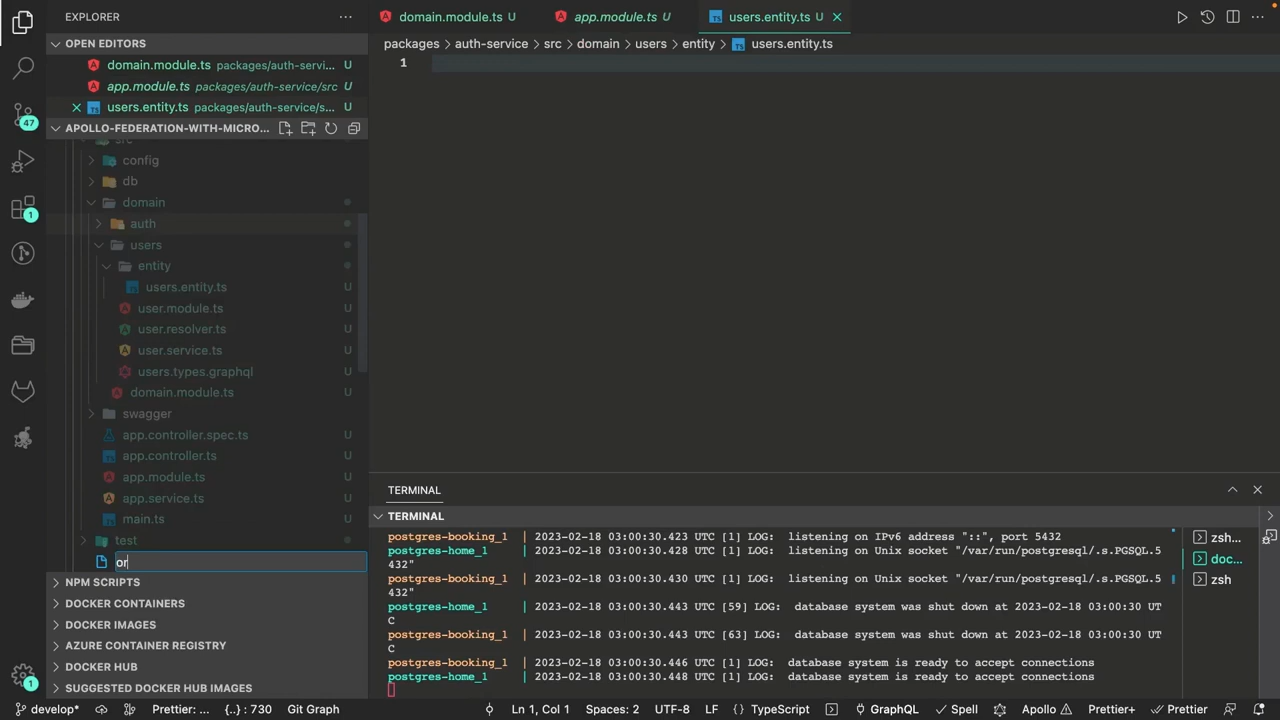 EXPLORER
OPEN EDITORS
domain.module.ts packages/auth-servi... U
app.module.ts packages/auth-service/src U
users.entity.ts packages/auth-service/s... U
APOLLO-FEDERATION-WITH-MICRO...
src
config
db
domain
auth
users
entity
users.entity.ts U
user.module.ts U
user.resolver.ts U
user.service.ts U
users.types.graphql U
domain.module.ts U
swagger
app.controller.spec.ts U
app.controller.ts U
app.module.ts U
app.service.ts U
main.ts U
test
or
NPM SCRIPTS
DOCKER CONTAINERS
DOCKER IMAGES
AZURE CONTAINER REGISTRY
DOCKER HUB
SUGGESTED DOCKER HUB IMAGES
47
1
1
domain.module.ts U app.module.ts U users.entity.ts U
packages > auth-service > src > domain > users > entity > users.entity.ts
1
TERMINAL
TERMINAL
postgres-booking_1 | 2023-02-18 03:00:30.423 UTC [1] LOG: listening on IPv6 address "::", port 5432
postgres-home_1 | 2023-02-18 03:00:30.428 UTC [1] LOG: listening on Unix socket "/var/run/postgresql/.s.PGSQL.5
432"
postgres-booking_1 | 2023-02-18 03:00:30.430 UTC [1] LOG: listening on Unix socket "/var/run/postgresql/.s.PGSQL.5
432"
postgres-home_1 | 2023-02-18 03:00:30.443 UTC [59] LOG: database system was shut down at 2023-02-18 03:00:30 UT
C
postgres-booking_1 | 2023-02-18 03:00:30.443 UTC [63] LOG: database system was shut down at 2023-02-18 03:00:30 UT
C
postgres-booking_1 | 2023-02-18 03:00:30.446 UTC [1] LOG: database system is ready to accept connections
postgres-home_1 | 2023-02-18 03:00:30.448 UTC [1] LOG: database system is ready to accept connections
zsh...
doc...
zsh
develop* Prettier: ... {..} : 730 Git Graph Ln 1, Col 1 Spaces: 2 UTF-8 LF TypeScript GraphQL Spell Apollo Prettier+ Prettier